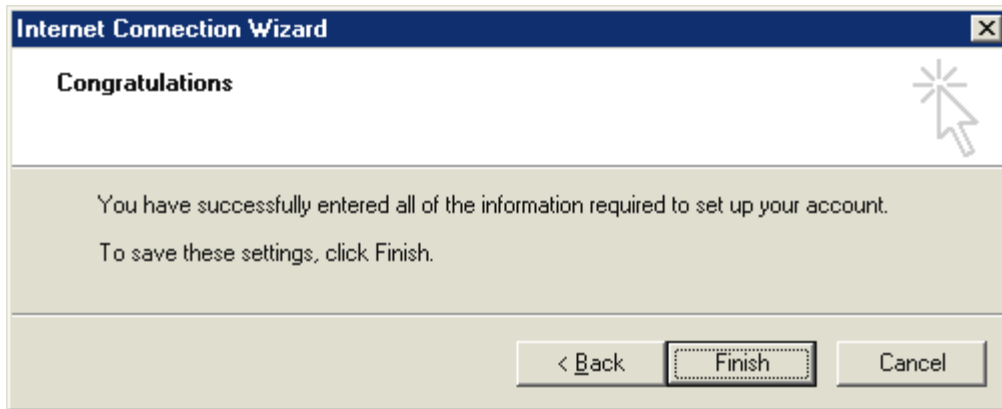 Internet Connection Wizard
Congratulations
You have successfully entered all of the information required to set up your account.
To save these settings, click Finish.
< Back Finish Cancel